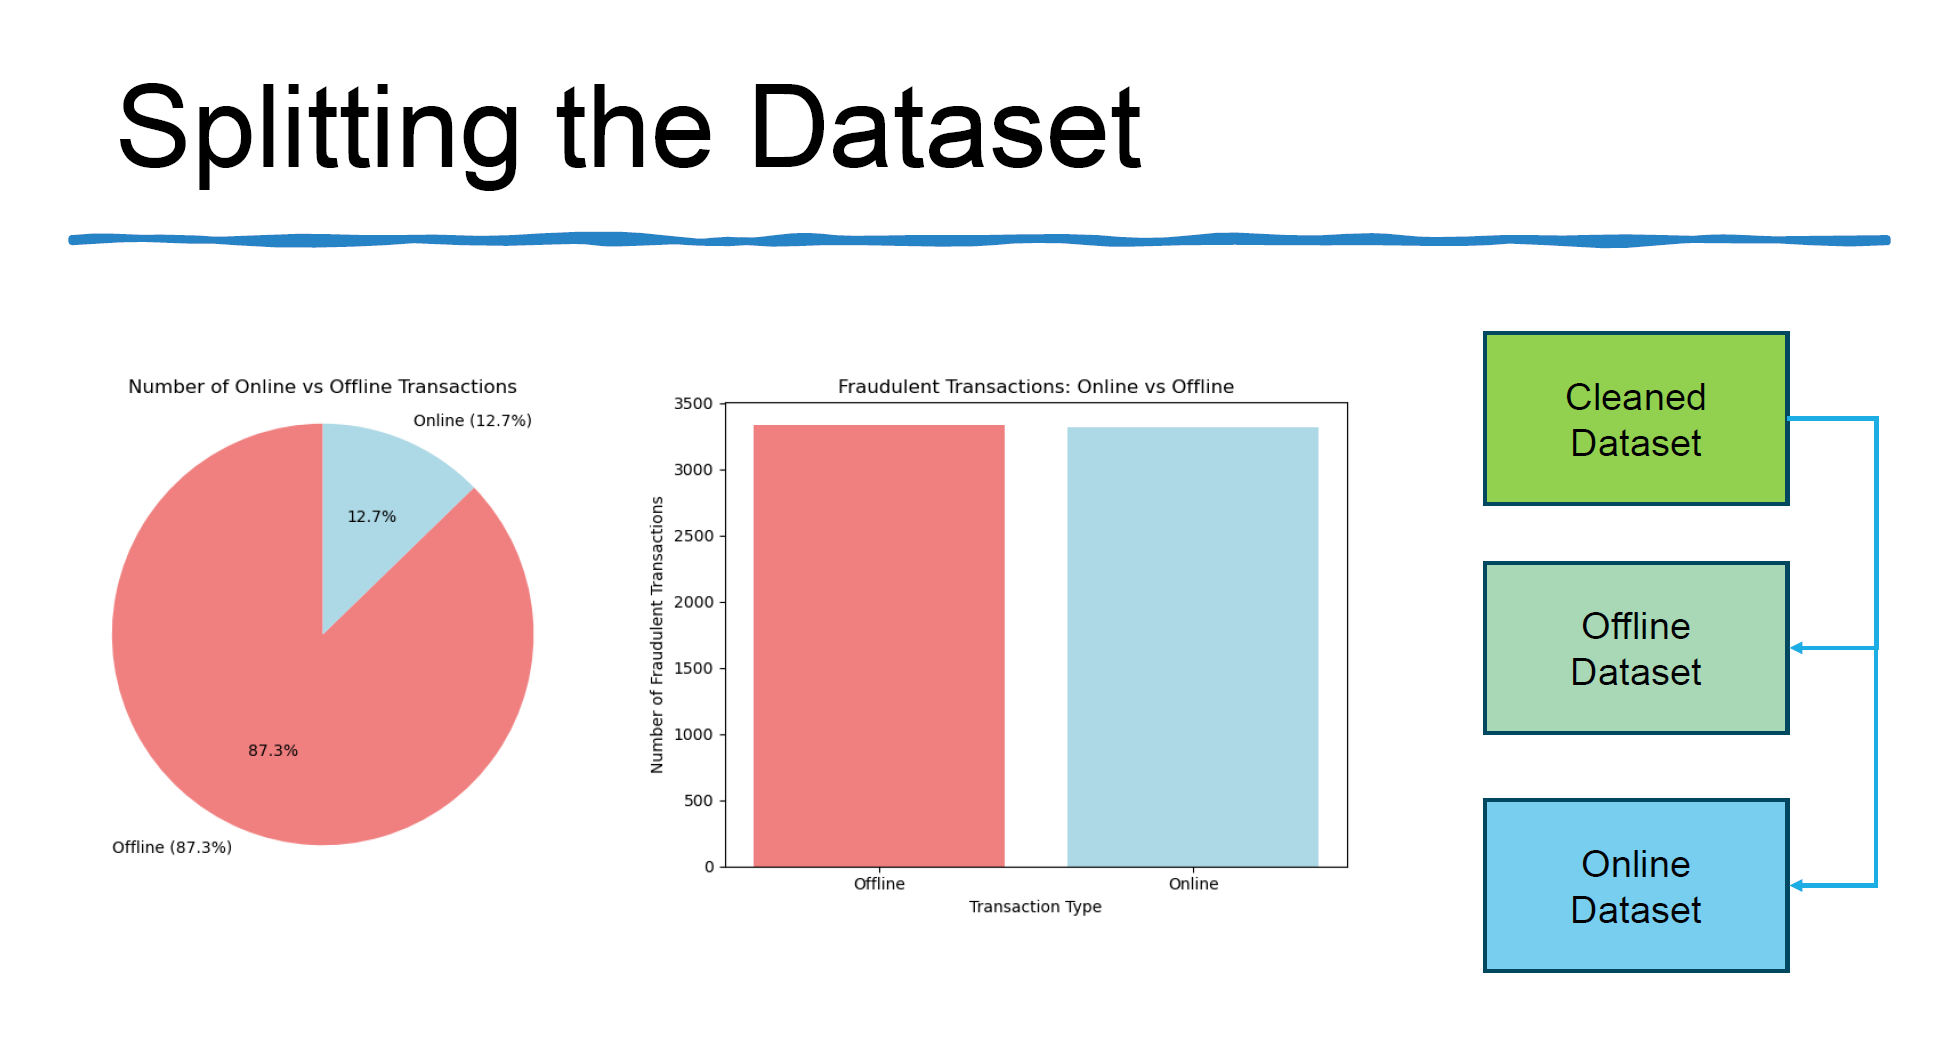 Splitting the Dataset
Number of Online vs Offline Transactions
Online (12.7%)
12.7%
87.3%
Offline (87.3%)
Fraudulent Transactions: Online vs Offline
Number of Fraudulent Transactions
3500
3000
2500
2000
1500
1000
500
0
Offline
Online
Transaction Type
Cleaned
Dataset
Offline
Dataset
Online
Dataset